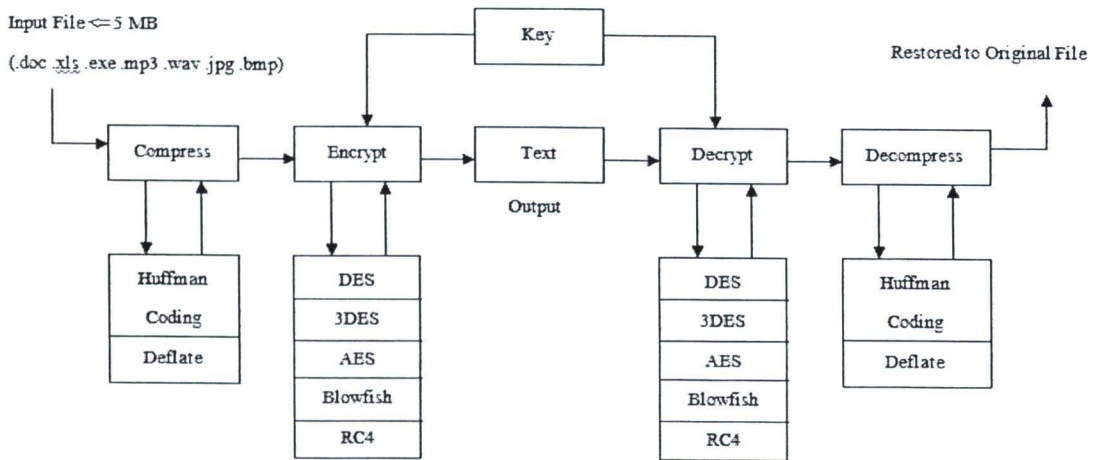 Input File <=5 MB
(.doc .xls .exe .mp3 .wav .jpg .bmp)
Key
Restored to Original File
Compress
Encrypt
Text
Decrypt
Decompress
Output
Huffman
Coding
Deflate
DES
3DES
AES
Blowfish
RC4
DES
3DES
AES
Blowfish
RC4
Huffman
Coding
Deflate